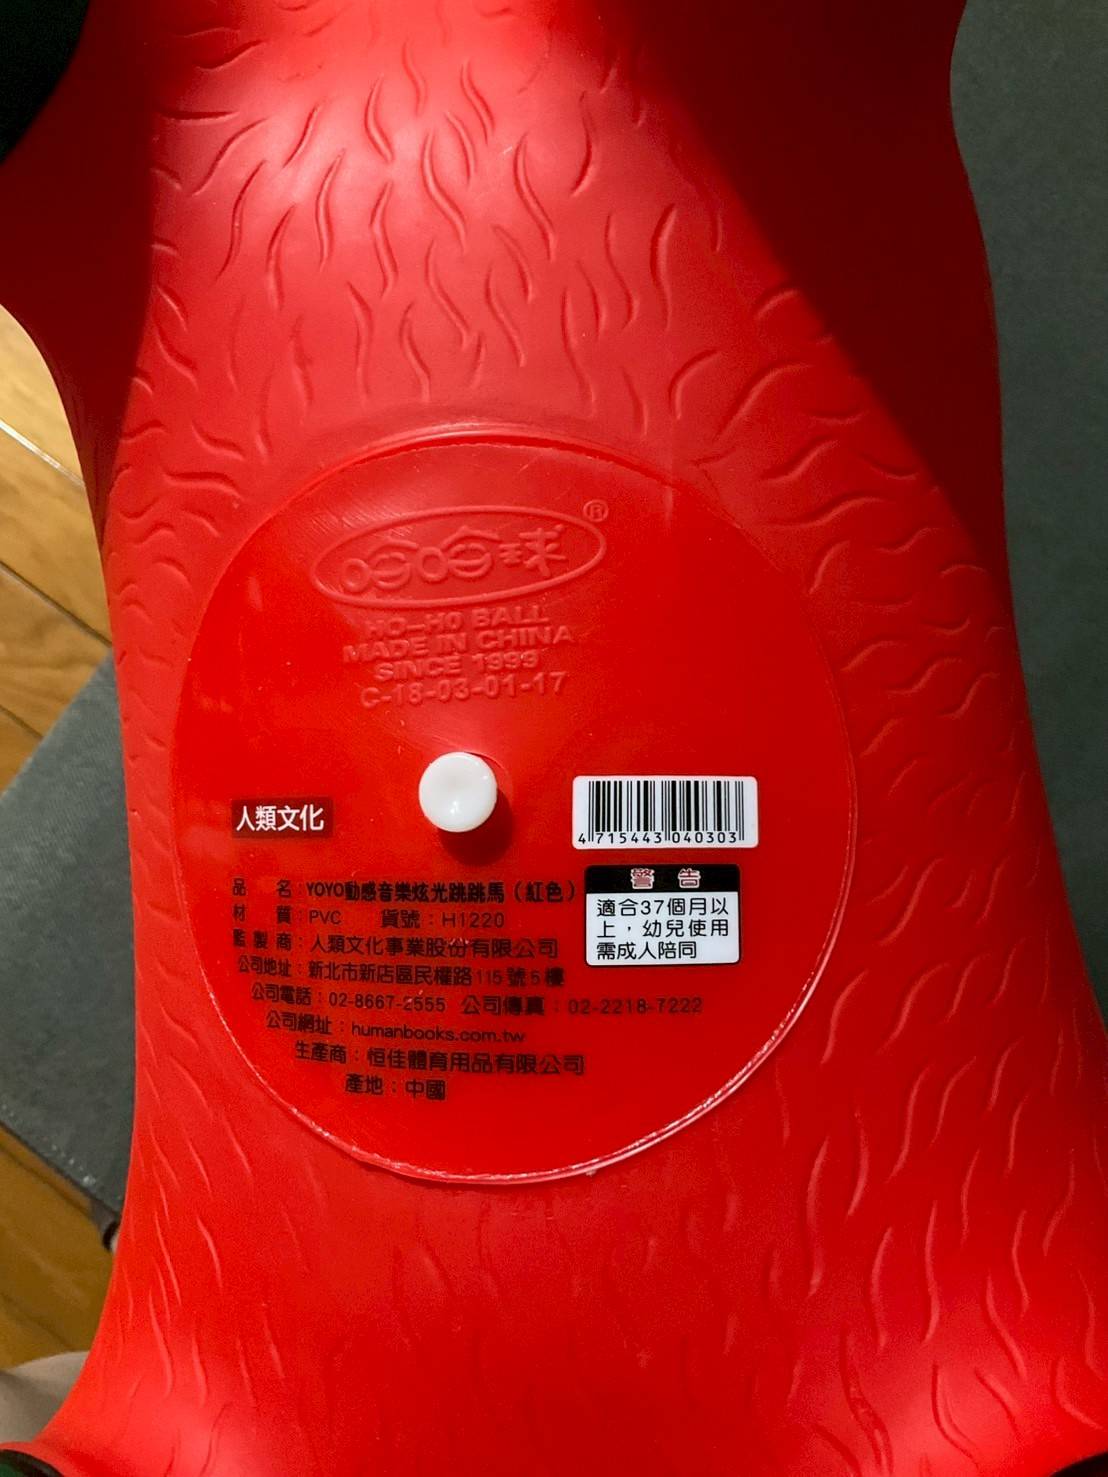 哈哈球®
HO-HO BALL
MADE IN CHINA
SINCE 1999
C-18-03-01-17
人類文化
4 715443 040303
品名：YOYO動感音樂炫光跳跳馬（紅色）
材質：PVC 貨號：H1220
監製商：人類文化事業股份有限公司
公司地址：新北市新店區民權路115號5樓
公司電話：02-8667-2555 公司傳真：02-2218-7222
公司網址：humanbooks.com.tw
生產商：恒佳體育用品有限公司
產地：中國
警告
適合37個月以
上，幼兒使用
需成人陪同